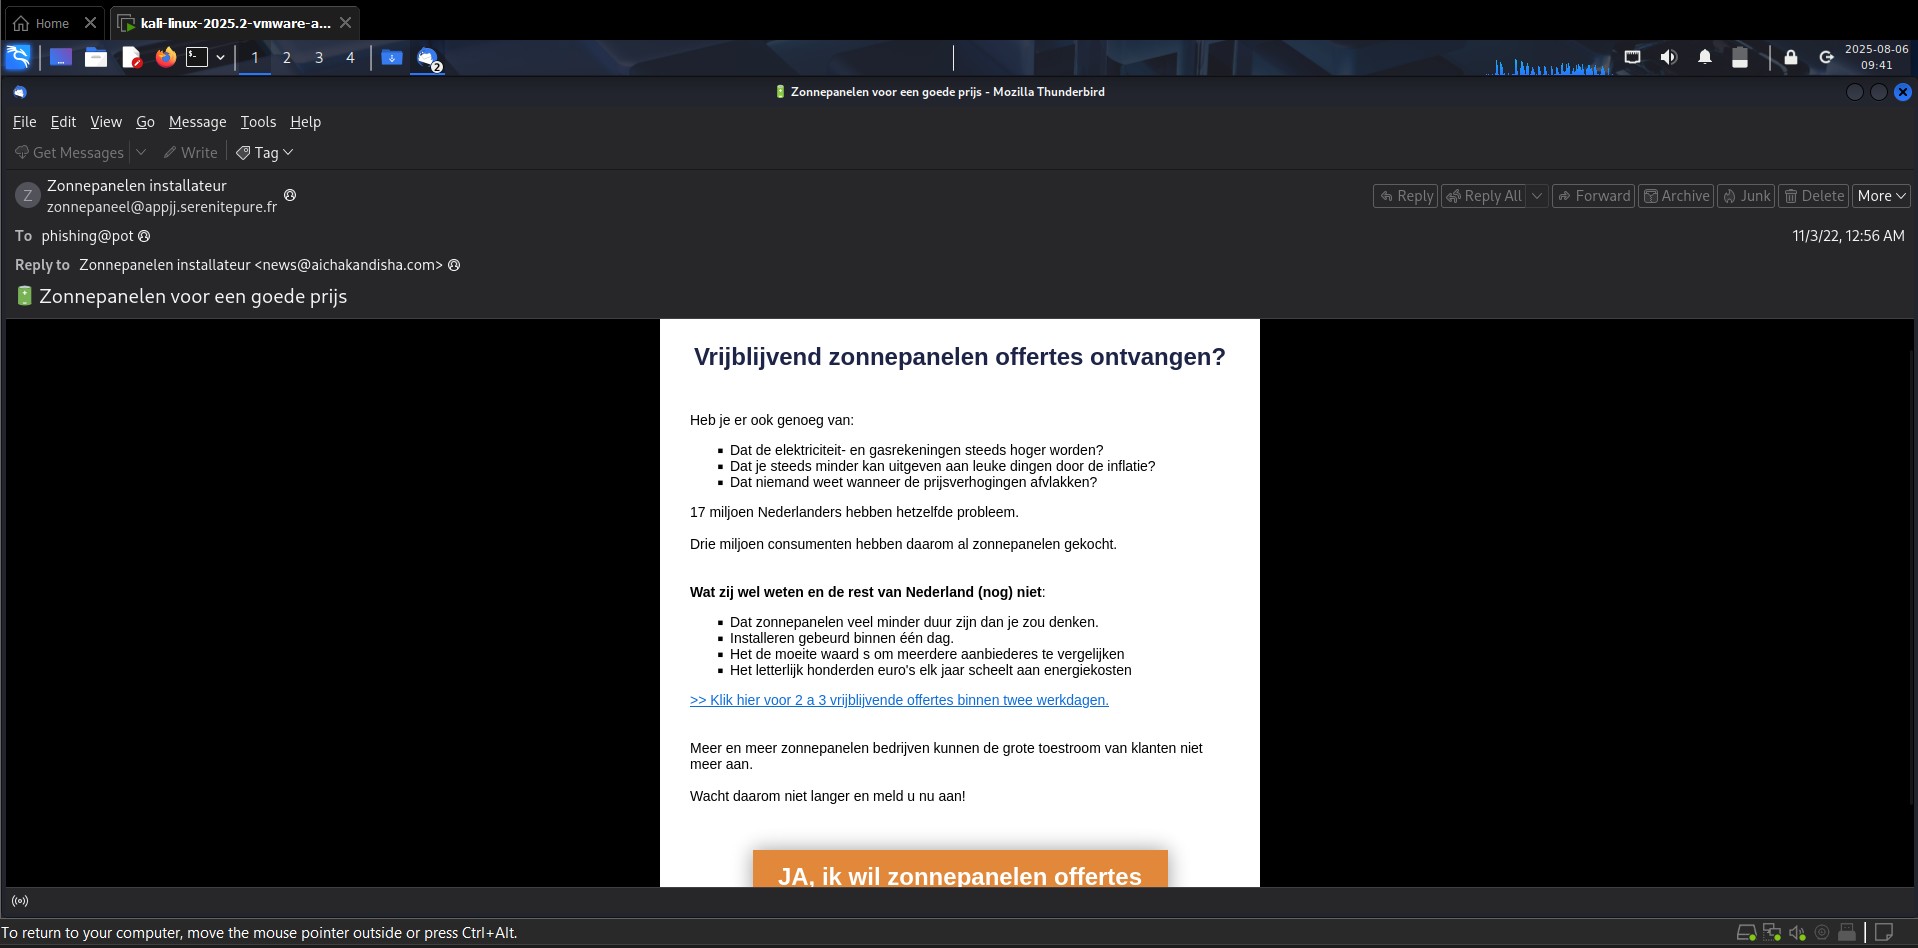 Home
kali-linux-2025.2-vmware-a...
1 2 3 4
2
2025-08-06
09:41
🔋 Zonnepanelen voor een goede prijs - Mozilla Thunderbird
File Edit View Go Message Tools Help
Get Messages Write Tag
Z
Zonnepanelen installateur
zonnepaneel@appjj.serenitepure.fr
Reply Reply All Forward Archive Junk Delete More
To phishing@pot
11/3/22, 12:56 AM
Reply to Zonnepanelen installateur <news@aichakandisha.com>
🔋 Zonnepanelen voor een goede prijs
Vrijblijvend zonnepanelen offertes ontvangen?
Heb je er ook genoeg van:
▪ Dat de elektriciteit- en gasrekeningen steeds hoger worden?
▪ Dat je steeds minder kan uitgeven aan leuke dingen door de inflatie?
▪ Dat niemand weet wanneer de prijsverhogingen afvlakken?
17 miljoen Nederlanders hebben hetzelfde probleem.
Drie miljoen consumenten hebben daarom al zonnepanelen gekocht.
Wat zij wel weten en de rest van Nederland (nog) niet:
▪ Dat zonnepanelen veel minder duur zijn dan je zou denken.
▪ Installeren gebeurd binnen één dag.
▪ Het de moeite waard s om meerdere aanbiederes te vergelijken
▪ Het letterlijk honderden euro's elk jaar scheelt aan energiekosten
>> Klik hier voor 2 a 3 vrijblijvende offertes binnen twee werkdagen.
Meer en meer zonnepanelen bedrijven kunnen de grote toestroom van klanten niet
meer aan.
Wacht daarom niet langer en meld u nu aan!
JA, ik wil zonnepanelen offertes
To return to your computer, move the mouse pointer outside or press Ctrl+Alt.